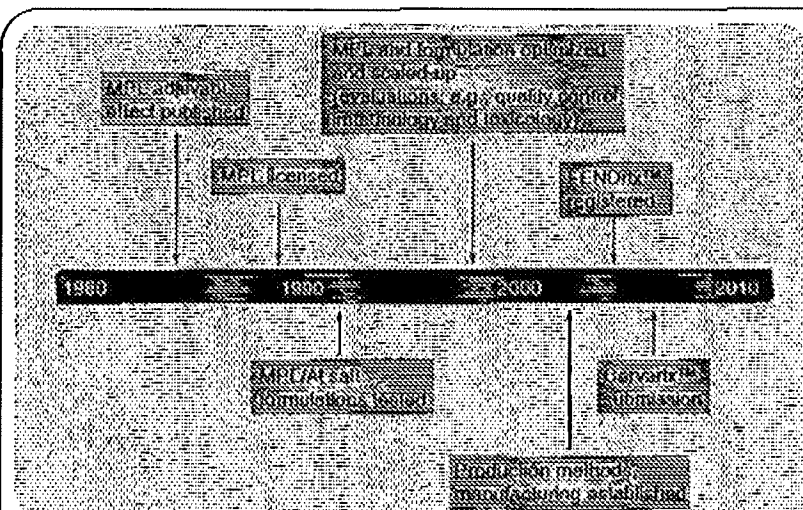 MPL adjuvant
effect published
MPL licensed
MPL and formulation optimized
and scaled-up
(evaluations, e.g., quality control,
immunology and toxicology)
FENDrix™
registered
1980
1990
2000
2010
MPL/Al salt
formulations tested
Cervarix™
submission
Production methods
manufacturing established